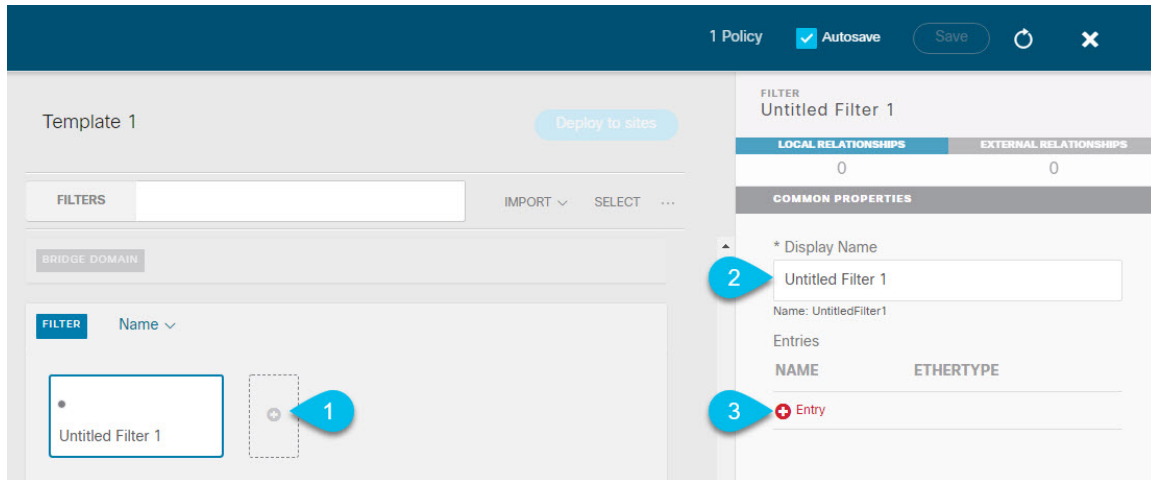 1 Policy Autosave Save
Template 1
Deploy to sites
FILTERS
IMPORT SELECT ...
BRIDGE DOMAIN
FILTER Name
Untitled Filter 1
1
FILTER
Untitled Filter 1
LOCAL RELATIONSHIPS EXTERNAL RELATIONSHIPS
0 0
COMMON PROPERTIES
* Display Name
2 Untitled Filter 1
Name: UntitledFilter1
Entries
NAME ETHERTYPE
3 Entry